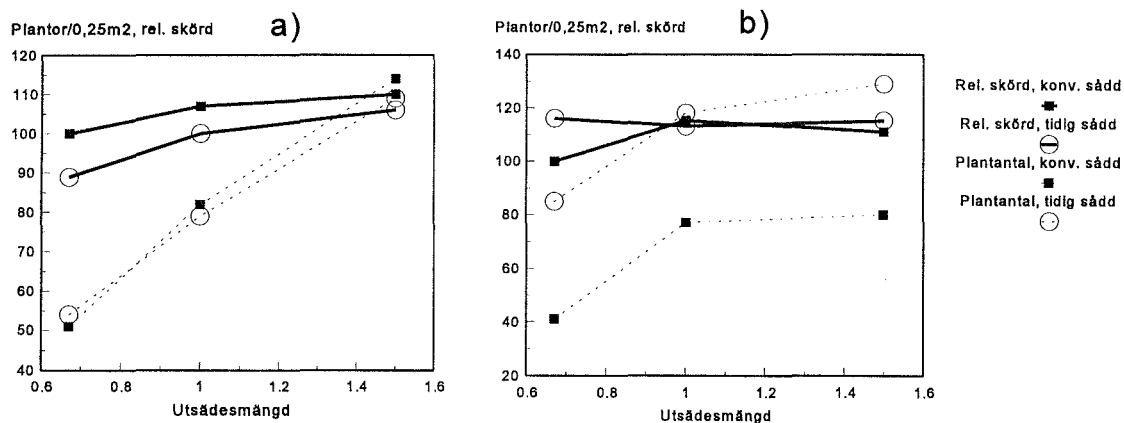 a)
Plantor/0,25m2, rel. skörd
120
110
100
90
80
70
60
50
40
0.6
0.8
1
1.2
1.4
1.6
Utsädesmängd
b)
Plantor/0,25m2, rel. skörd
140
120
100
80
60
40
20
0.6
0.8
1
1.2
1.4
1.6
Utsädesmängd
Rel. skörd, konv. sådd
Rel. skörd, tidig sådd
Plantantal, konv. sådd
Plantantal, tidig sådd